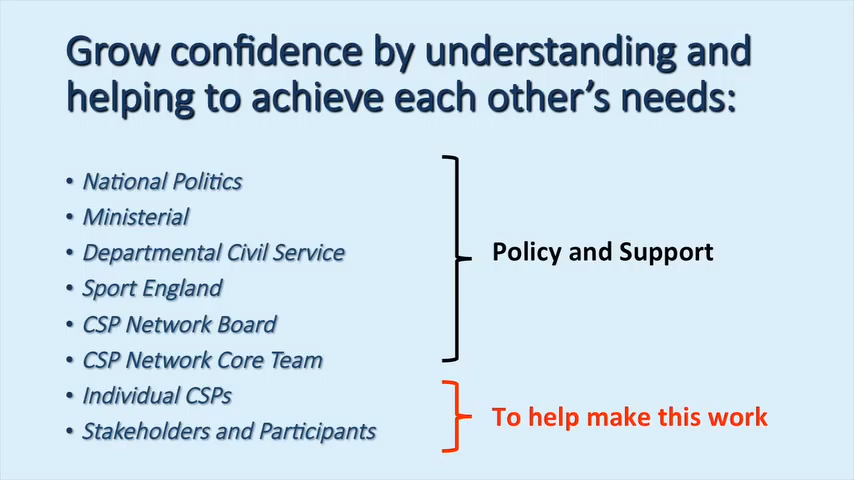 Grow confidence by understanding and
helping to achieve each other's needs:
• National Politics
• Ministerial
• Departmental Civil Service
• Sport England
• CSP Network Board
• CSP Network Core Team
• Individual CSPs
• Stakeholders and Participants
Policy and Support
To help make this work